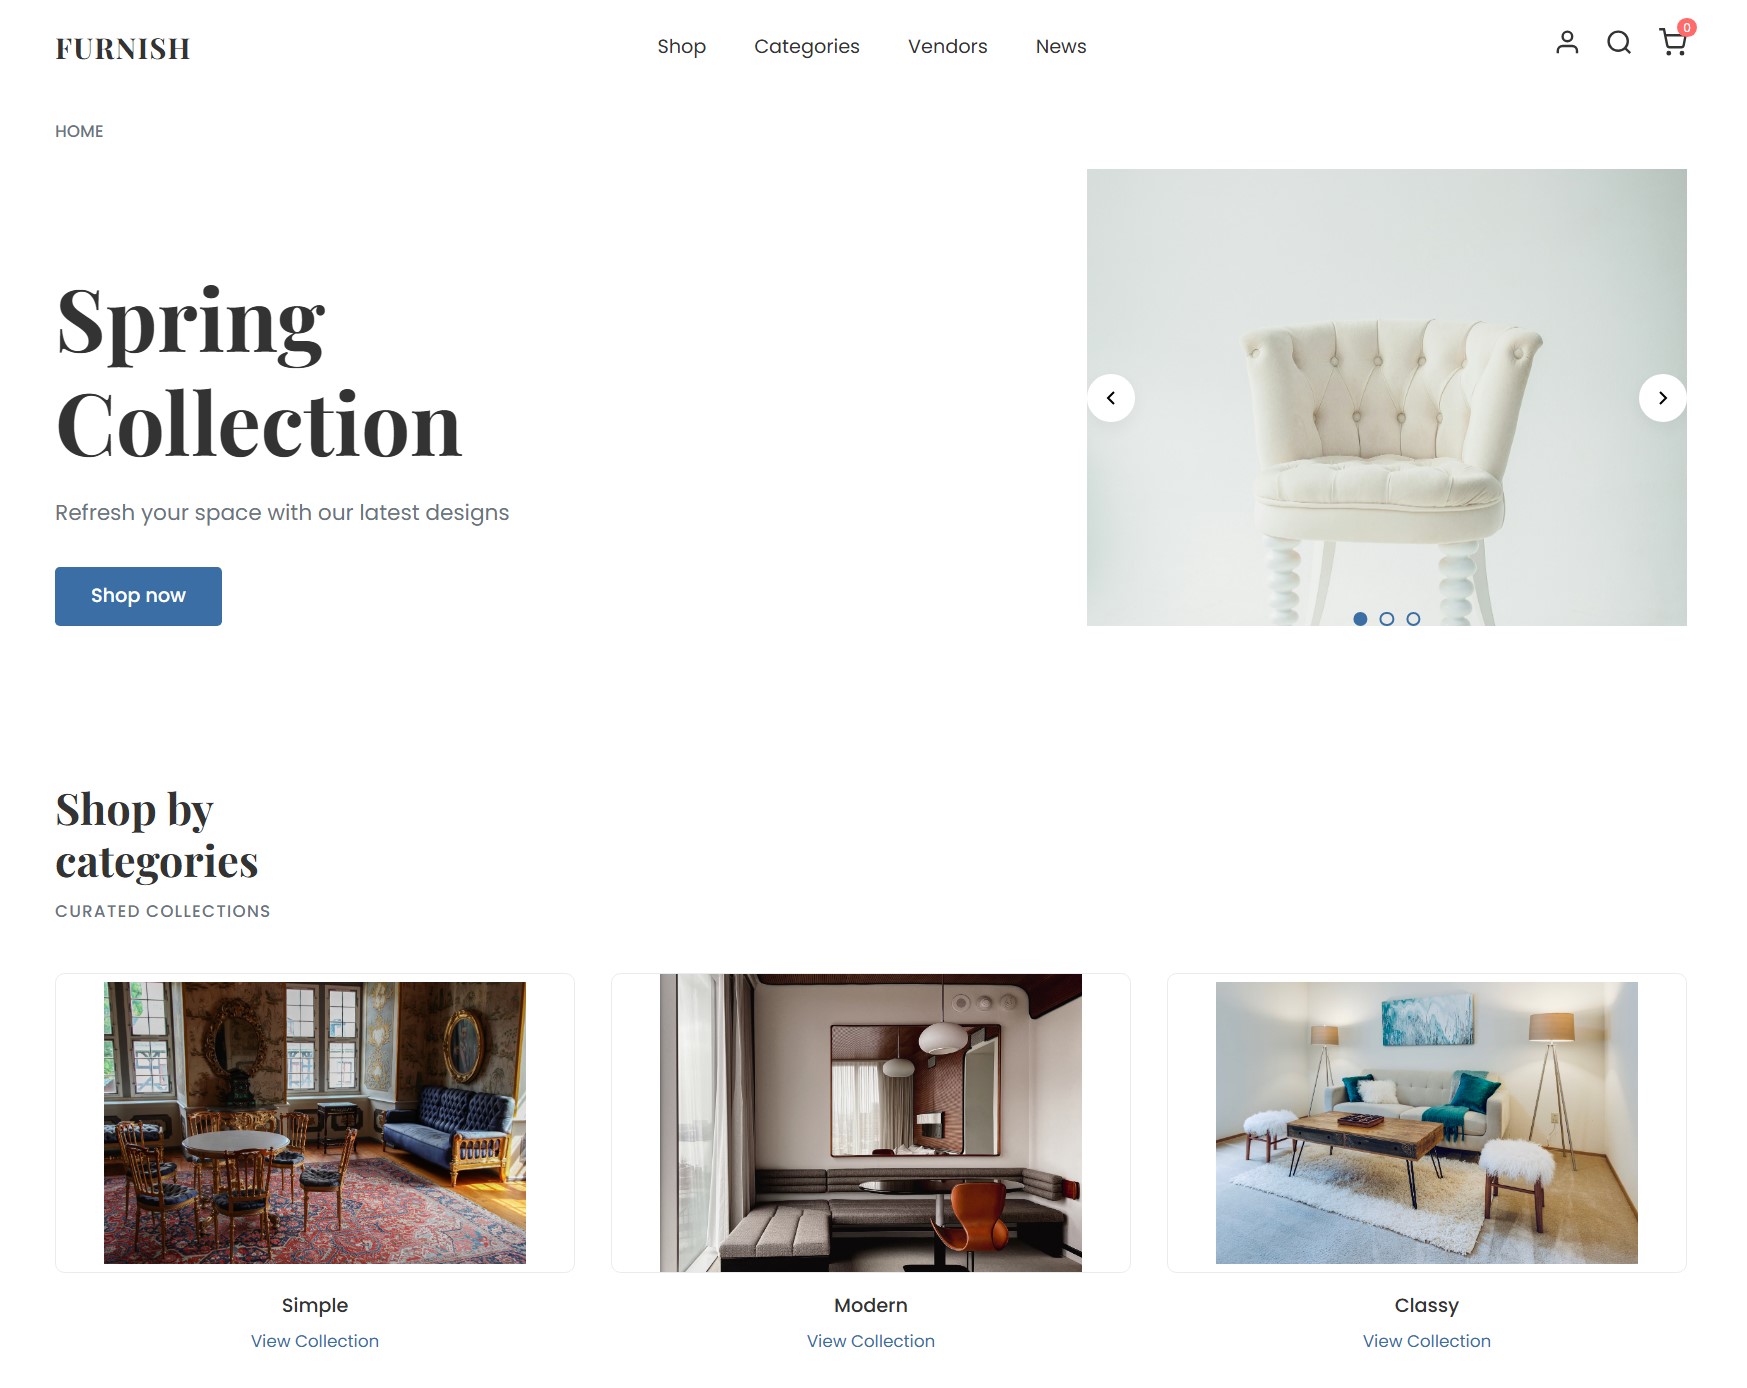 FURNISH
Shop Categories Vendors News
0
HOME
Spring
Collection
Refresh your space with our latest designs
Shop now
Shop by
categories
CURATED COLLECTIONS
Simple
View Collection
Modern
View Collection
Classy
View Collection